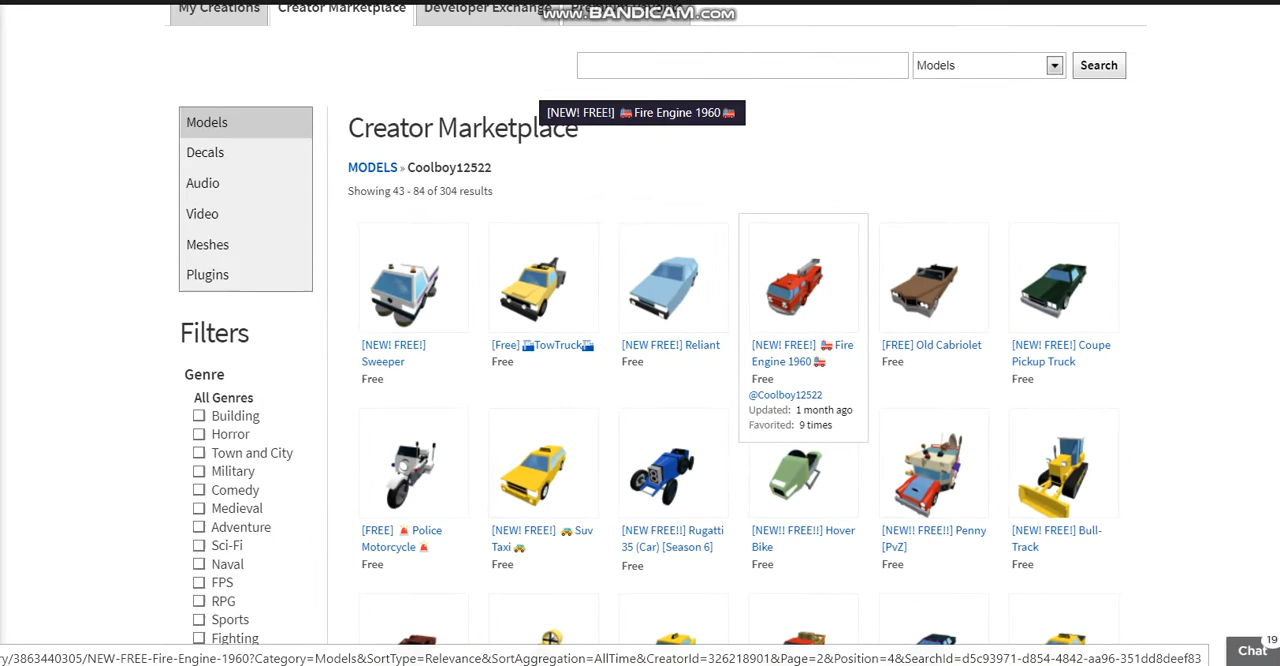 My Creations
Creator Marketplace
Developer Exchange
www.BANDICAM.com
Models
Search
[NEW! FREE!] 🚒Fire Engine 1960🚒
Models
Decals
Audio
Video
Meshes
Plugins
Creator Marketplace
MODELS » Coolboy12522
Showing 43 - 84 of 304 results
[NEW! FREE!]
Sweeper
Free
[Free] TowTruck
Free
[NEW FREE!] Reliant
Free
[NEW! FREE!] 🚒 Fire
Engine 1960 🚒
Free
@Coolboy12522
Updated: 1 month ago
Favorited: 9 times
[FREE] Old Cabriolet
Free
[NEW! FREE!] Coupe
Pickup Truck
Free
[FREE] 🚨 Police
Motorcycle 🚨
Free
[NEW! FREE!] 🚕 Suv
Taxi 🚕
Free
[NEW FREE!!] Rugatti
35 (Car) [Season 6]
Free
[NEW!! FREE!!] Hover
Bike
Free
[NEW!! FREE!!] Penny
[PvZ]
Free
[NEW! FREE!] Bull-
Track
Free
Filters
Genre
All Genres
Building
Horror
Town and City
Military
Comedy
Medieval
Adventure
Sci-Fi
Naval
FPS
RPG
Sports
Fighting
ry/3863440305/NEW-FREE-Fire-Engine-1960?Category=Models&SortType=Relevance&SortAggregation=AllTime&CreatorId=326218901&Page=2&Position=4&SearchId=d5c93971-d854-4842-aa96-351dd8deef83
19
Chat